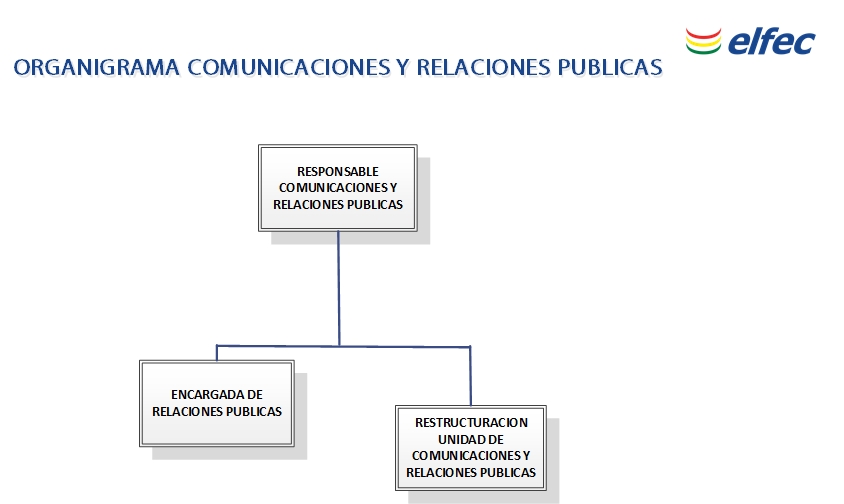 elfec
ORGANIGRAMA COMUNICACIONES Y RELACIONES PUBLICAS
RESPONSABLE
COMUNICACIONES Y
RELACIONES PUBLICAS
ENCARGADA DE
RELACIONES PUBLICAS
RESTRUCTURACION
UNIDAD DE
COMUNICACIONES Y
RELACIONES PUBLICAS